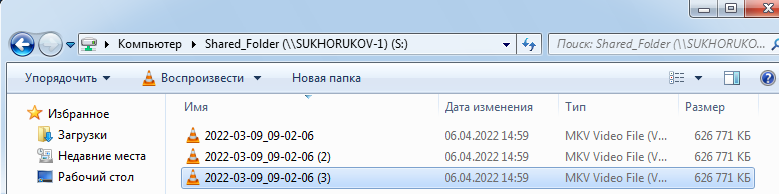 Компьютер ▸ Shared_Folder (\\SUKHORUKOV-1) (S:)
Поиск: Shared_Folder (\\SUKHORUKO...
Упорядочить Воспроизвести Новая папка
Избранное
Загрузки
Недавние места
Рабочий стол
Имя Дата изменения Тип Размер
2022-03-09_09-02-06 06.04.2022 14:59 MKV Video File (V... 626 771 КБ
2022-03-09_09-02-06 (2) 06.04.2022 14:59 MKV Video File (V... 626 771 КБ
2022-03-09_09-02-06 (3) 06.04.2022 14:59 MKV Video File (V... 626 771 КБ